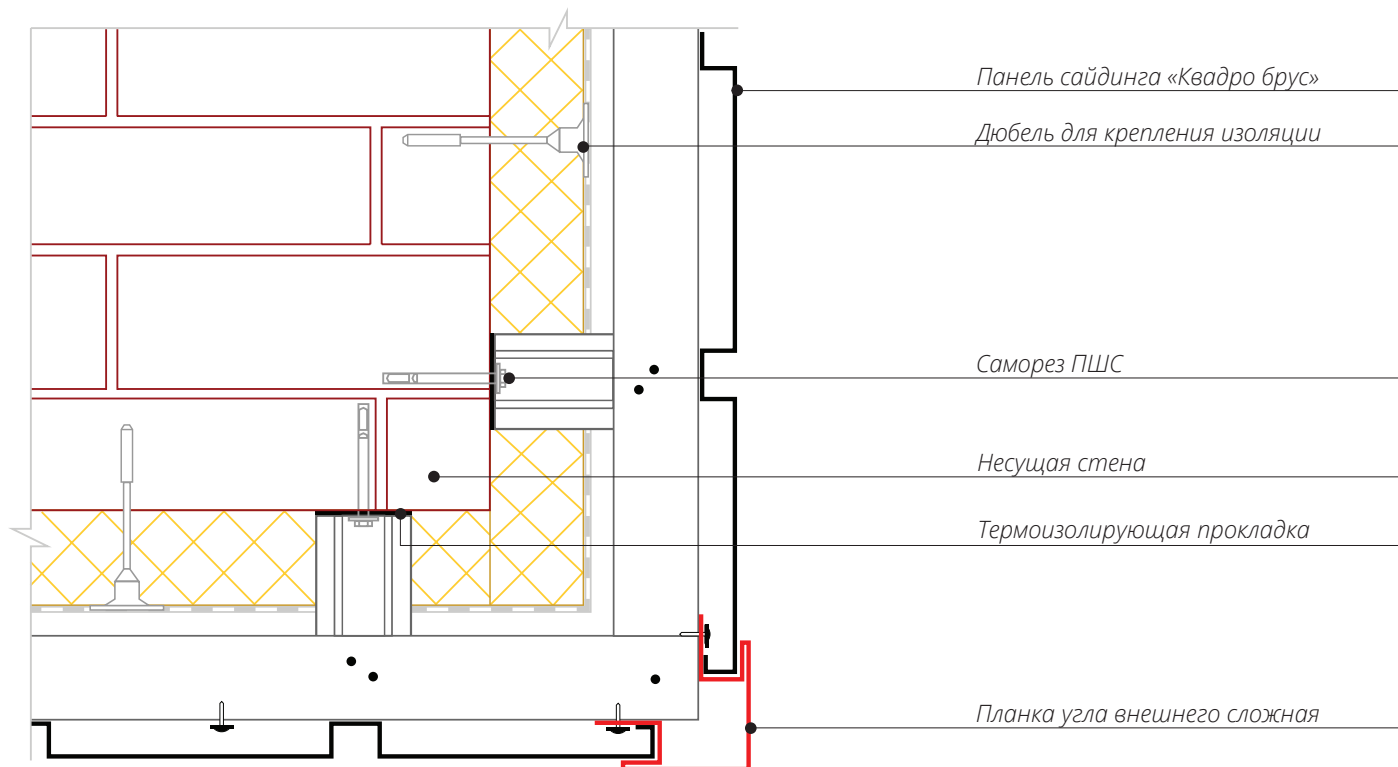 Панель сайдинга «Квадро брус»
Дюбель для крепления изоляции
Саморез ПШС
Несущая стена
Термоизолирующая прокладка
Планка угла внешнего сложная